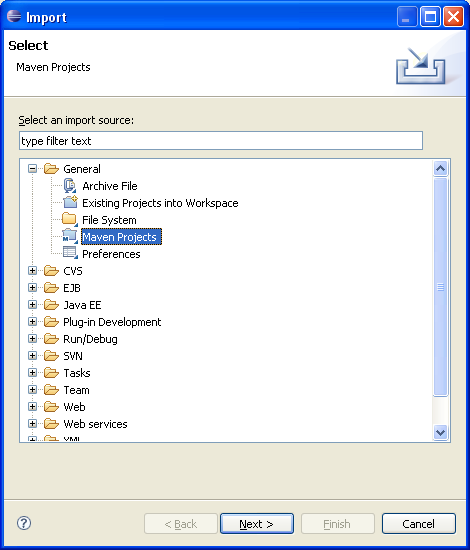 Import
Select
Maven Projects
Select an import source:
type filter text
General
Archive File
Existing Projects into Workspace
File System
Maven Projects
Preferences
CVS
EJB
Java EE
Plug-in Development
Run/Debug
SVN
Tasks
Team
Web
Web services
XML
? < Back Next > Finish Cancel